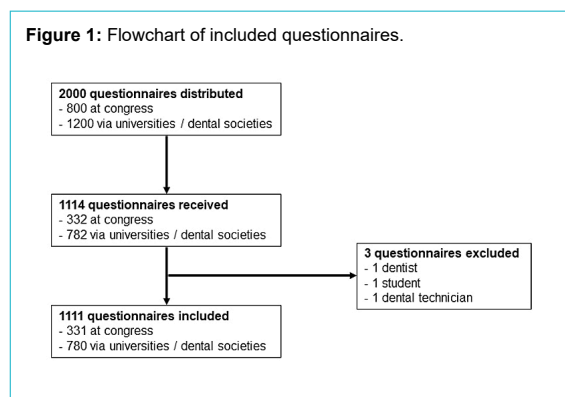 Figure 1: Flowchart of included questionnaires.
2000 questionnaires distributed
- 800 at congress
- 1200 via universities / dental societies
1114 questionnaires received
- 332 at congress
- 782 via universities / dental societies
3 questionnaires excluded
- 1 dentist
- 1 student
- 1 dental technician
1111 questionnaires included
- 331 at congress
- 780 via universities / dental societies